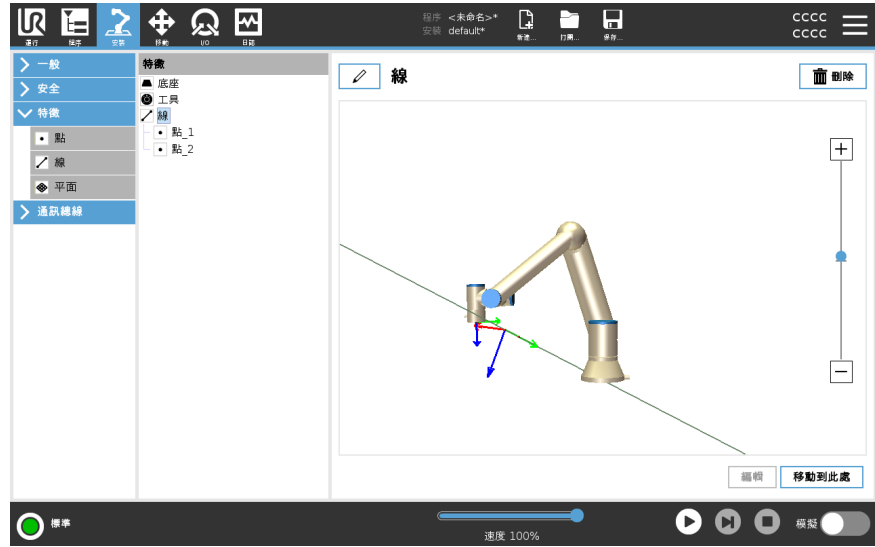 UR
運行
程序
安裝
移動
I/O
日誌
程序 <未命名>*
安裝 default*
新建...
打開...
保存...
cccc
cccc
一般
安全
特徵
點
線
平面
通訊總線
特徵
底座
工具
線
點_1
點_2
線
刪除
編輯
移動到此處
標準
速度 100%
模擬